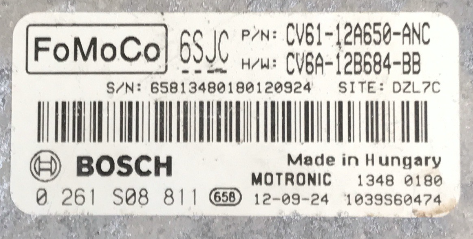 FoMoCo 6SJC P/N: CV61-12A650-ANC
H/W: CV6A-12B684-BB
S/N: 65813480180120924 SITE: DZL7C
BOSCH Made in Hungary
MOTRONIC 1348 0180
0 261 S08 811 658 12-09-24 1039S60474